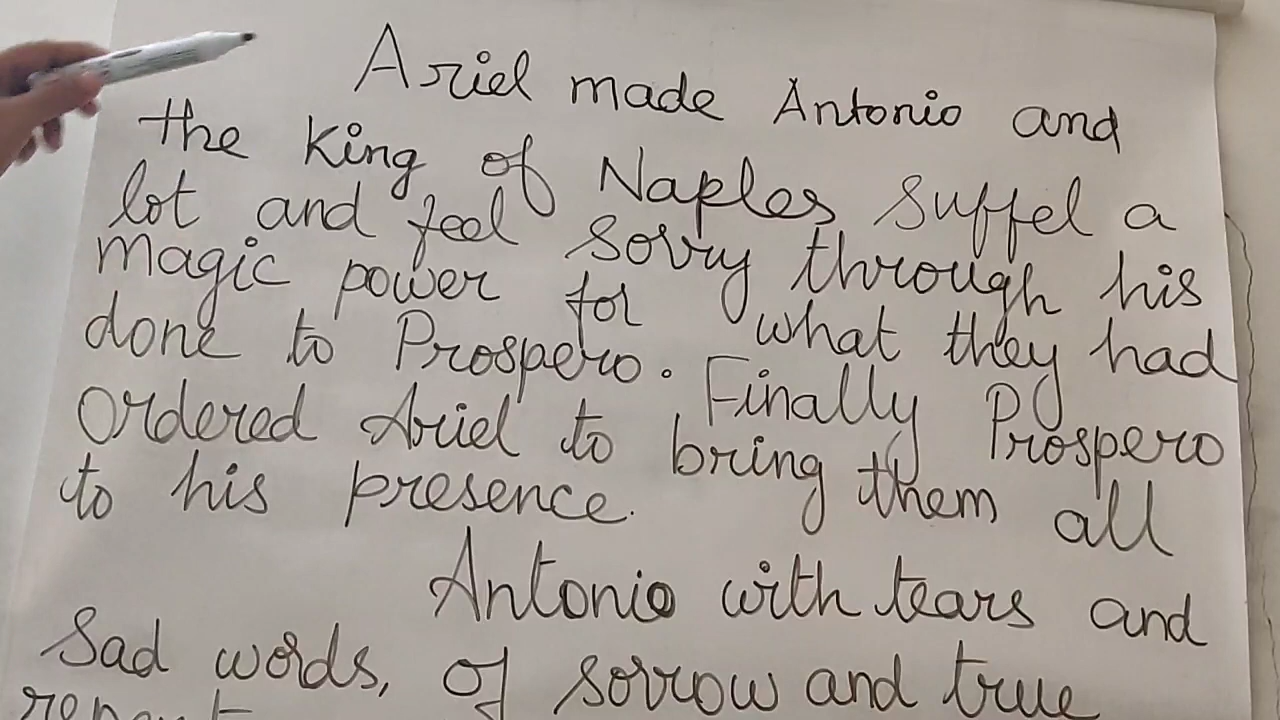 Ariel made Antonio and
the King of Naples suffel a
lot and feel sorry through his
magic power for what they had
done to Prospero. Finally Prospero
Ordered Ariel to bring them all
to his presence.
Antonio with tears and
Sad words, of sorrow and true